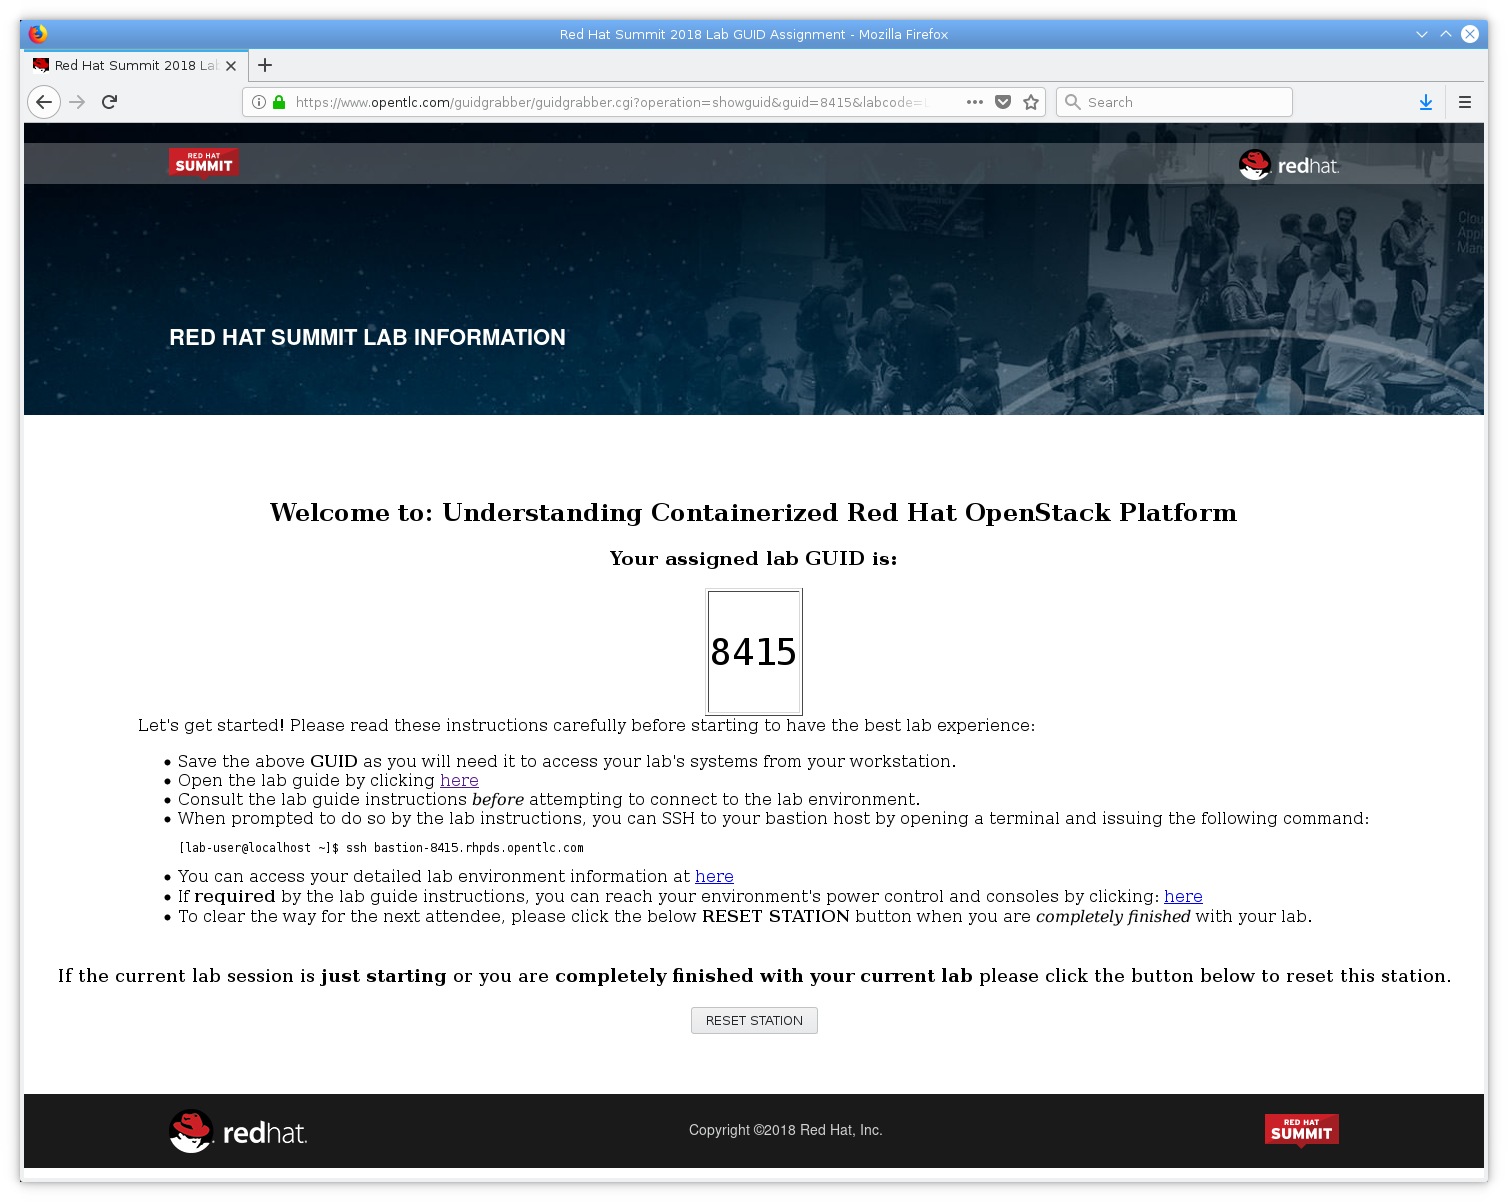 Red Hat Summit 2018 Lab GUID Assignment - Mozilla Firefox
Red Hat Summit 2018 Lab
https://www.opentlc.com/guidgrabber/guidgrabber.cgi?operation=showguid&guid=8415&labcode=
Search
RED HAT
SUMMIT
redhat.
Cloud
RED HAT SUMMIT LAB INFORMATION
Welcome to: Understanding Containerized Red Hat OpenStack Platform
Your assigned lab GUID is:
8415
Let's get started! Please read these instructions carefully before starting to have the best lab experience:
• Save the above GUID as you will need it to access your lab's systems from your workstation.
• Open the lab guide by clicking here
• Consult the lab guide instructions before attempting to connect to the lab environment.
• When prompted to do so by the lab instructions, you can SSH to your bastion host by opening a terminal and issuing the following command:
[lab-user@localhost ~]$ ssh bastion-8415.rhpds.opentlc.com
• You can access your detailed lab environment information at here
• If required by the lab guide instructions, you can reach your environment's power control and consoles by clicking: here
• To clear the way for the next attendee, please click the below RESET STATION button when you are completely finished with your lab.
If the current lab session is just starting or you are completely finished with your current lab please click the button below to reset this station.
RESET STATION
redhat.
Copyright ©2018 Red Hat, Inc.
RED HAT
SUMMIT